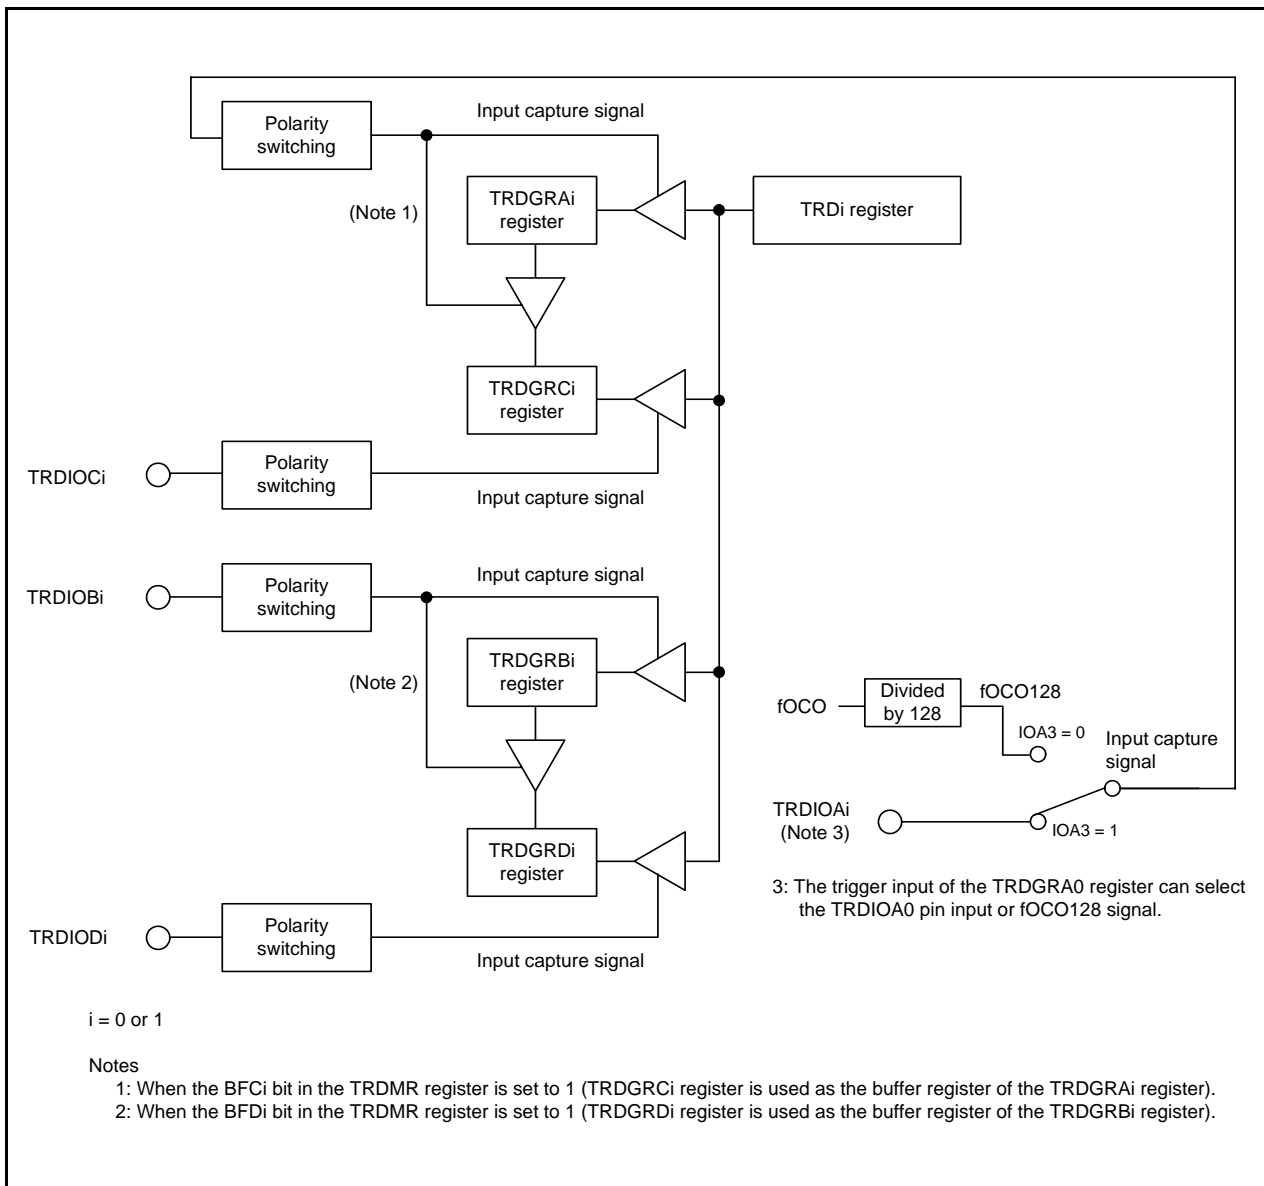 Input capture signal
Polarity
switching
(Note 1)
TRDGRAi
register
TRDi register
TRDGRCi
register
TRDIOCi
Polarity
switching
Input capture signal
TRDIOBi
Polarity
switching
Input capture signal
(Note 2)
TRDGRBi
register
fOCO
Divided
by 128
fOCO128
IOA3 = 0
Input capture
signal
TRDIOAi
(Note 3)
IOA3 = 1
TRDGRDi
register
3: The trigger input of the TRDGRA0 register can select
the TRDIOA0 pin input or fOCO128 signal.
TRDIODi
Polarity
switching
Input capture signal
i = 0 or 1
Notes
1: When the BFCi bit in the TRDMR register is set to 1 (TRDGRCi register is used as the buffer register of the TRDGRAi register).
2: When the BFDi bit in the TRDMR register is set to 1 (TRDGRDi register is used as the buffer register of the TRDGRBi register).